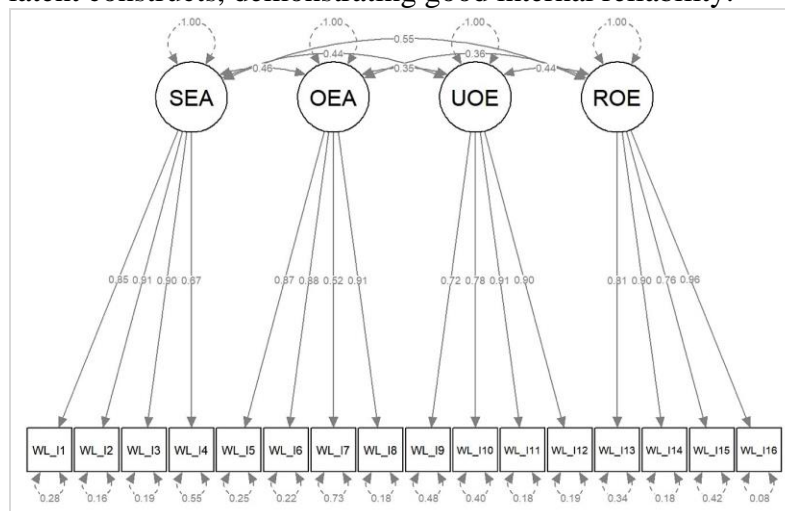 latent constructs, demonstrating good internal reliability.
1.00 1.00 1.00 1.00
0.55
0.44 0.36
0.46 0.35 0.44
SEA OEA UOE ROE
0.85 0.91 0.90 0.67 0.87 0.88 0.52 0.91 0.72 0.78 0.91 0.90 0.81 0.90 0.76 0.96
WL_I1 WL_I2 WL_I3 WL_I4 WL_I5 WL_I6 WL_I7 WL_I8 WL_I9 WL_I10 WL_I11 WL_I12 WL_I13 WL_I14 WL_I15 WL_I16
0.28 0.16 0.19 0.55 0.25 0.22 0.73 0.18 0.48 0.40 0.18 0.19 0.34 0.18 0.42 0.08